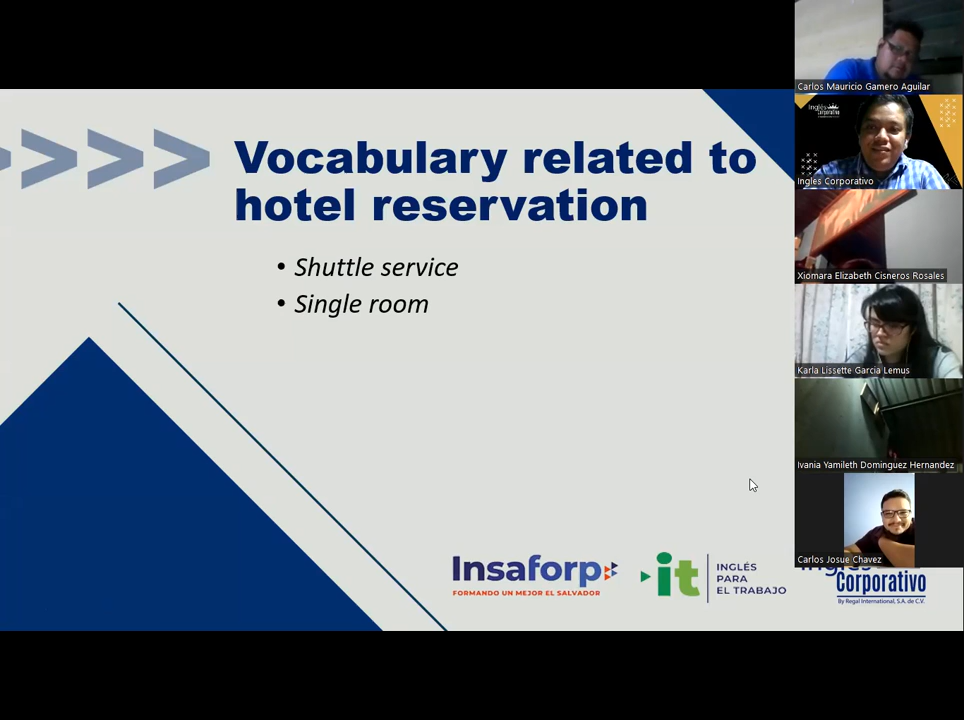 Vocabulary related to
hotel reservation
• Shuttle service
• Single room
Insaforp
FORMANDO UN MEJOR EL SALVADOR
it
INGLÉS
PARA
EL TRABAJO
Corporativo
By Regal International, S.A. de C.V.
Carlos Mauricio Gamero Aguilar
Inglés
Corporativo
Ingles Corporativo
Xiomara Elizabeth Cisneros Rosales
Karla Lissette Garcia Lemus
Ivania Yamileth Dominguez Hernandez
Carlos Josue Chavez